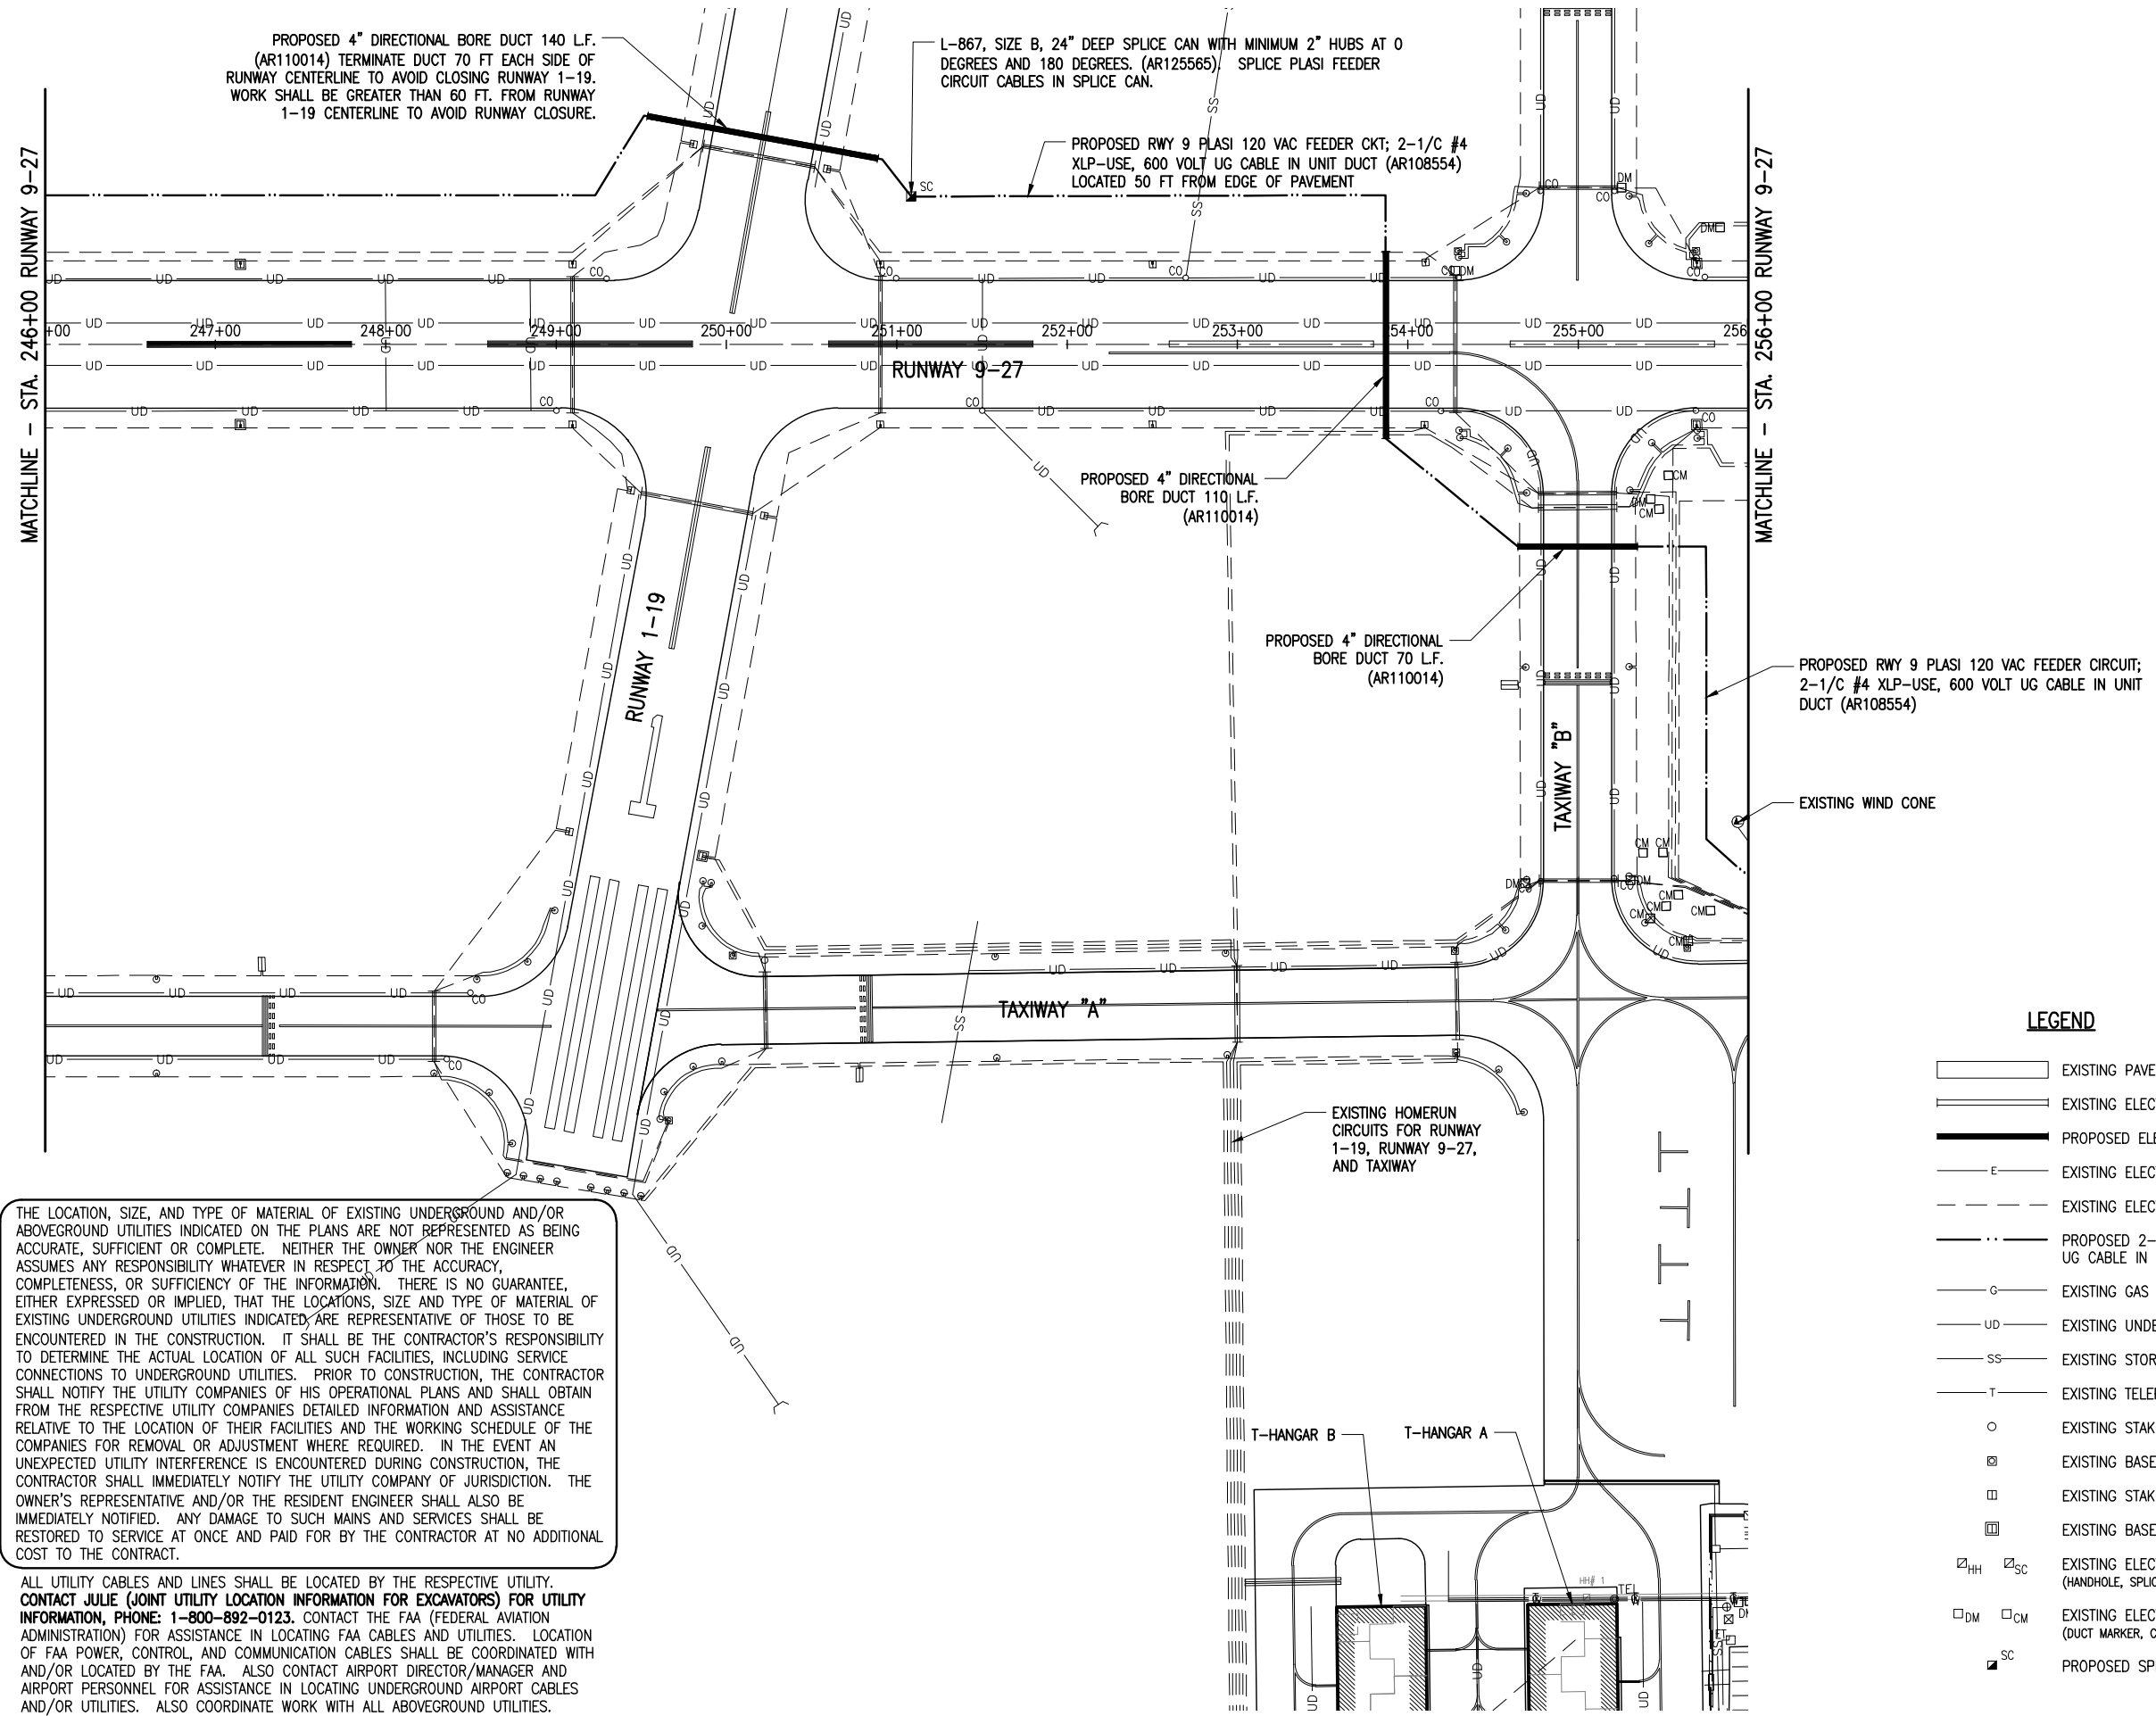 PROPOSED 4" DIRECTIONAL BORE DUCT 140 L.F.
(AR110014) TERMINATE DUCT 70 FT EACH SIDE OF
RUNWAY CENTERLINE TO AVOID CLOSING RUNWAY 1-19.
WORK SHALL BE GREATER THAN 60 FT. FROM RUNWAY
1-19 CENTERLINE TO AVOID RUNWAY CLOSURE.
L-867, SIZE B, 24" DEEP SPLICE CAN WITH MINIMUM 2" HUBS AT 0
DEGREES AND 180 DEGREES. (AR125565). SPLICE PLASI FEEDER
CIRCUIT CABLES IN SPLICE CAN.
PROPOSED RWY 9 PLASI 120 VAC FEEDER CKT; 2-1/C #4
XLP-USE, 600 VOLT UG CABLE IN UNIT DUCT (AR108554)
LOCATED 50 FT FROM EDGE OF PAVEMENT
SC
MATCHLINE - STA. 246+00 RUNWAY 9-27
MATCHLINE - STA. 256+00 RUNWAY 9-27
+00
247+00
248+00
249+00
250+00
251+00
252+00
253+00
54+00
255+00
256
RUNWAY 9-27
PROPOSED 4" DIRECTIONAL
BORE DUCT 110 L.F.
(AR110014)
RUNWAY 1-19
PROPOSED 4" DIRECTIONAL
BORE DUCT 70 L.F.
(AR110014)
PROPOSED RWY 9 PLASI 120 VAC FEEDER CIRCUIT;
2-1/C #4 XLP-USE, 600 VOLT UG CABLE IN UNIT
DUCT (AR108554)
TAXIWAY "B"
EXISTING WIND CONE
TAXIWAY "A"
EXISTING HOMERUN
CIRCUITS FOR RUNWAY
1-19, RUNWAY 9-27,
AND TAXIWAY
T-HANGAR B
T-HANGAR A
HH# 1
TEL
LEGEND
EXISTING PAVE
EXISTING ELEC
PROPOSED ELE
E
EXISTING ELEC
EXISTING ELEC
PROPOSED 2-
UG CABLE IN
G
EXISTING GAS
UD
EXISTING UNDE
SS
EXISTING STOR
T
EXISTING TELE
EXISTING STAK
EXISTING BASE
EXISTING STAK
EXISTING BASE
HH SC
EXISTING ELEC
(HANDHOLE, SPLIC
DM CM
EXISTING ELEC
(DUCT MARKER, C
SC
PROPOSED SP
THE LOCATION, SIZE, AND TYPE OF MATERIAL OF EXISTING UNDERGROUND AND/OR
ABOVEGROUND UTILITIES INDICATED ON THE PLANS ARE NOT REPRESENTED AS BEING
ACCURATE, SUFFICIENT OR COMPLETE. NEITHER THE OWNER NOR THE ENGINEER
ASSUMES ANY RESPONSIBILITY WHATEVER IN RESPECT TO THE ACCURACY,
COMPLETENESS, OR SUFFICIENCY OF THE INFORMATION. THERE IS NO GUARANTEE,
EITHER EXPRESSED OR IMPLIED, THAT THE LOCATIONS, SIZE AND TYPE OF MATERIAL OF
EXISTING UNDERGROUND UTILITIES INDICATED ARE REPRESENTATIVE OF THOSE TO BE
ENCOUNTERED IN THE CONSTRUCTION. IT SHALL BE THE CONTRACTOR'S RESPONSIBILITY
TO DETERMINE THE ACTUAL LOCATION OF ALL SUCH FACILITIES, INCLUDING SERVICE
CONNECTIONS TO UNDERGROUND UTILITIES. PRIOR TO CONSTRUCTION, THE CONTRACTOR
SHALL NOTIFY THE UTILITY COMPANIES OF HIS OPERATIONAL PLANS AND SHALL OBTAIN
FROM THE RESPECTIVE UTILITY COMPANIES DETAILED INFORMATION AND ASSISTANCE
RELATIVE TO THE LOCATION OF THEIR FACILITIES AND THE WORKING SCHEDULE OF THE
COMPANIES FOR REMOVAL OR ADJUSTMENT WHERE REQUIRED. IN THE EVENT AN
UNEXPECTED UTILITY INTERFERENCE IS ENCOUNTERED DURING CONSTRUCTION, THE
CONTRACTOR SHALL IMMEDIATELY NOTIFY THE UTILITY COMPANY OF JURISDICTION. THE
OWNER'S REPRESENTATIVE AND/OR THE RESIDENT ENGINEER SHALL ALSO BE
IMMEDIATELY NOTIFIED. ANY DAMAGE TO SUCH MAINS AND SERVICES SHALL BE
RESTORED TO SERVICE AT ONCE AND PAID FOR BY THE CONTRACTOR AT NO ADDITIONAL
COST TO THE CONTRACT.
ALL UTILITY CABLES AND LINES SHALL BE LOCATED BY THE RESPECTIVE UTILITY.
CONTACT JULIE (JOINT UTILITY LOCATION INFORMATION FOR EXCAVATORS) FOR UTILITY
INFORMATION, PHONE: 1-800-892-0123. CONTACT THE FAA (FEDERAL AVIATION
ADMINISTRATION) FOR ASSISTANCE IN LOCATING FAA CABLES AND UTILITIES. LOCATION
OF FAA POWER, CONTROL, AND COMMUNICATION CABLES SHALL BE COORDINATED WITH
AND/OR LOCATED BY THE FAA. ALSO CONTACT AIRPORT DIRECTOR/MANAGER AND
AIRPORT PERSONNEL FOR ASSISTANCE IN LOCATING UNDERGROUND AIRPORT CABLES
AND/OR UTILITIES. ALSO COORDINATE WORK WITH ALL ABOVEGROUND UTILITIES.